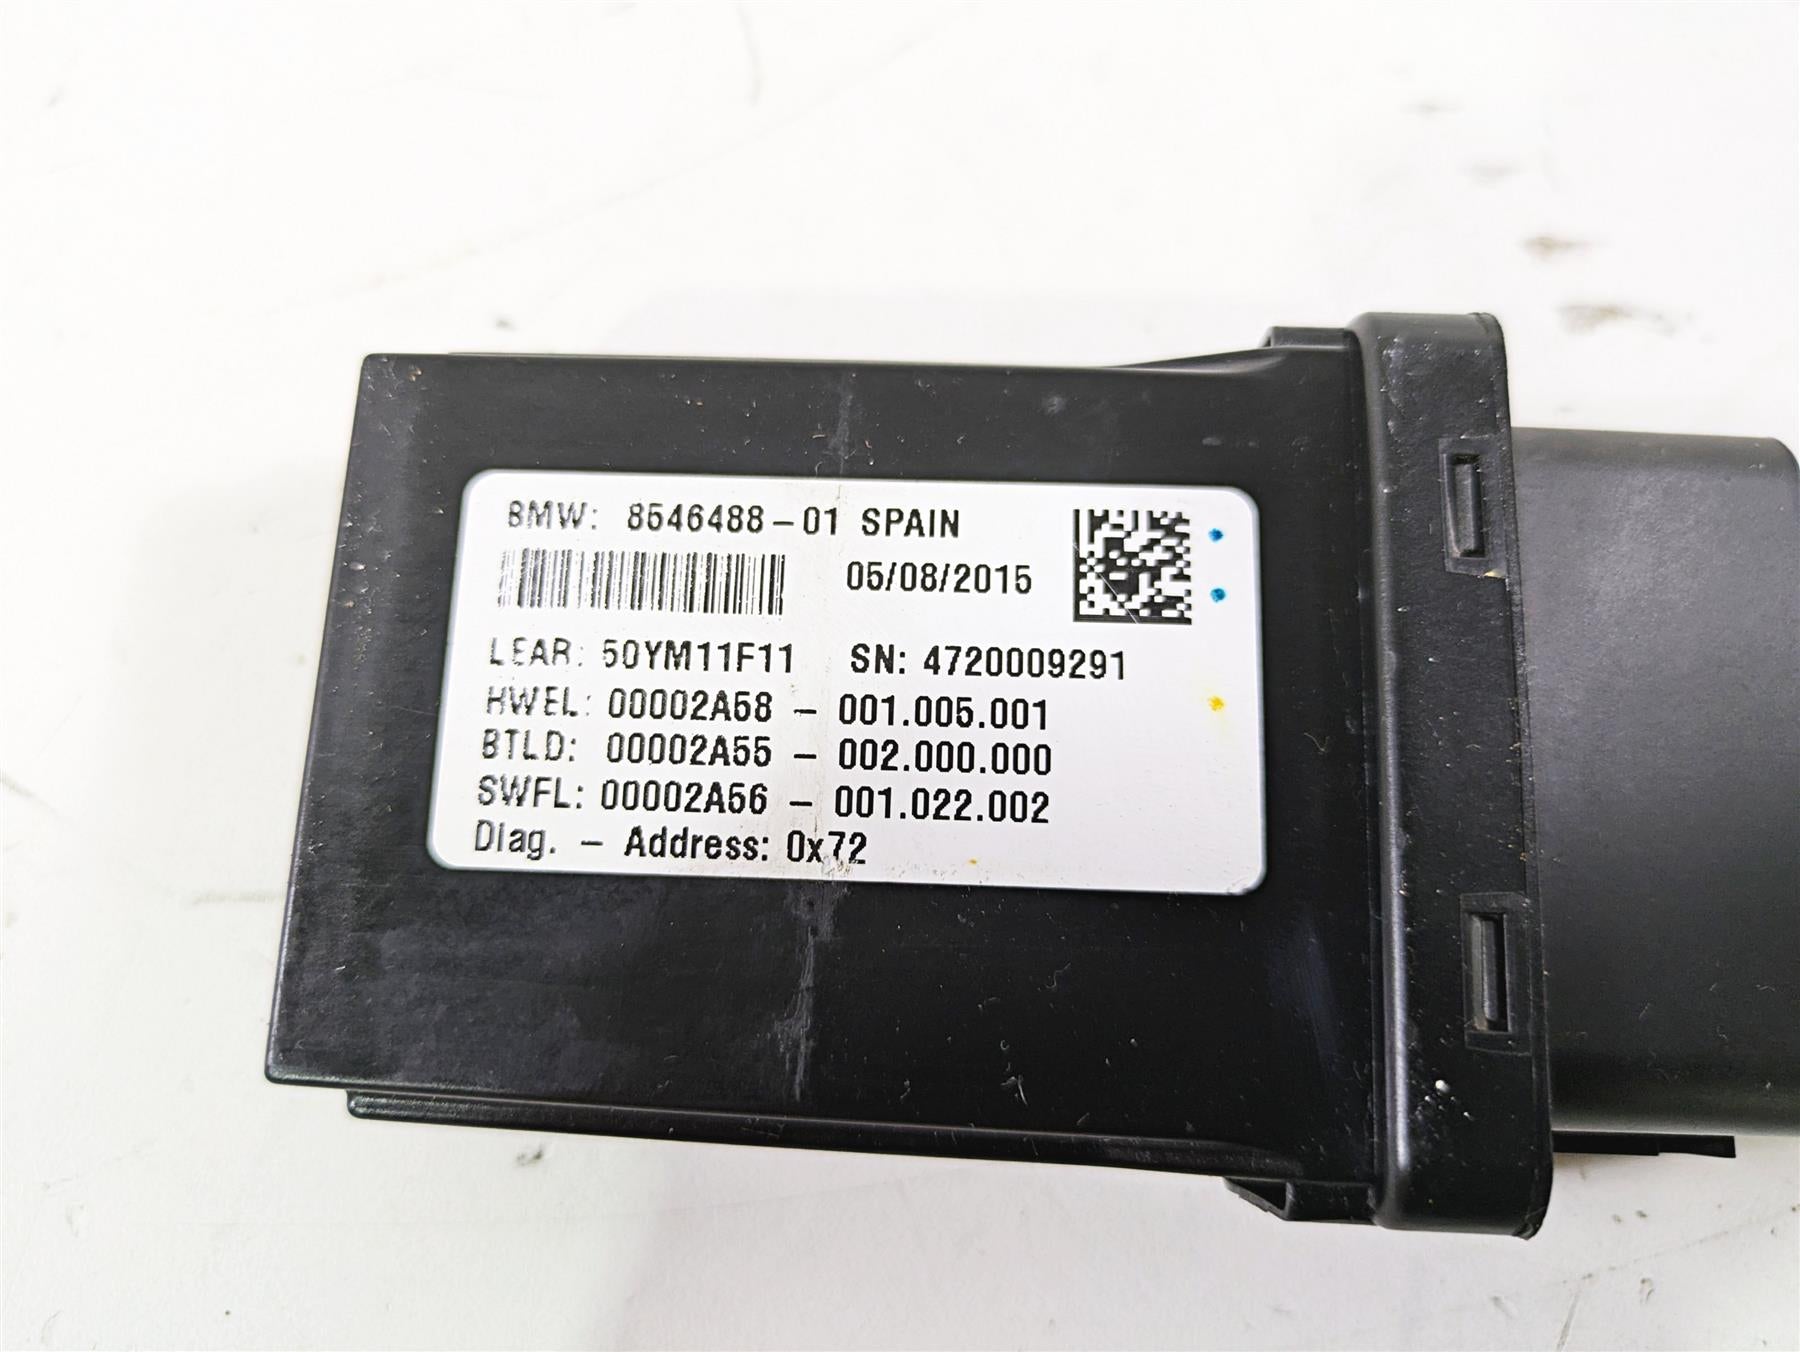 BMW: 8546488-01 SPAIN
05/08/2015
LEAR: 50YM11F11 SN: 4720009291
HWEL: 00002A58 - 001.005.001
BTLD: 00002A55 - 002.000.000
SWFL: 00002A56 - 001.022.002
Diag. - Address: 0x72